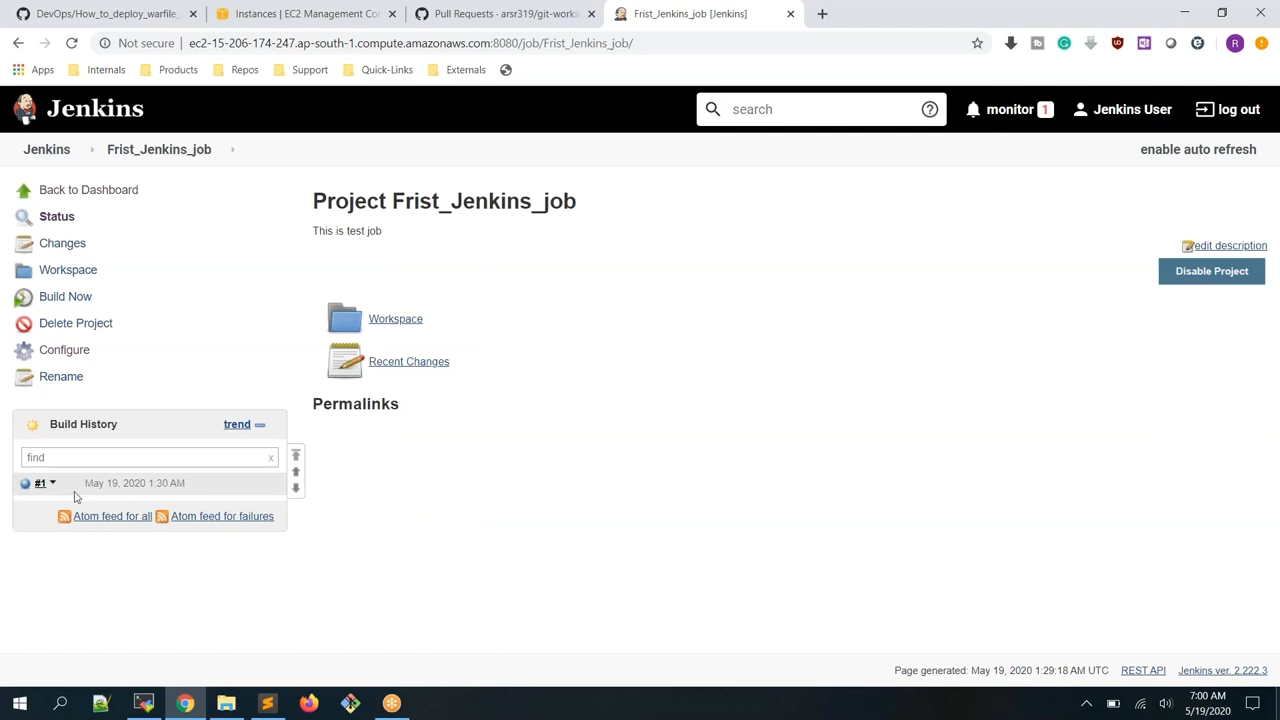 DevOps/How_to_deploy_warfile_
Instances | EC2 Management Co
Pull Requests · arsr319/git-works
Frist_Jenkins_job [Jenkins]
Not secure | ec2-15-206-174-247.ap-south-1.compute.amazonaws.com:8080/job/Frist_Jenkins_job/
R
Apps Internals Products Repos Support Quick-Links Externals
Jenkins
search
monitor 1
Jenkins User
log out
Jenkins Frist_Jenkins_job
enable auto refresh
Back to Dashboard
Status
Changes
Workspace
Build Now
Delete Project
Configure
Rename
Build History
trend
find
x
#1
May 19, 2020 1:30 AM
Atom feed for all
Atom feed for failures
Project Frist_Jenkins_job
This is test job
edit description
Disable Project
Workspace
Recent Changes
Permalinks
Page generated: May 19, 2020 1:29:18 AM UTC
REST API
Jenkins ver. 2.222.3
7:00 AM
5/19/2020